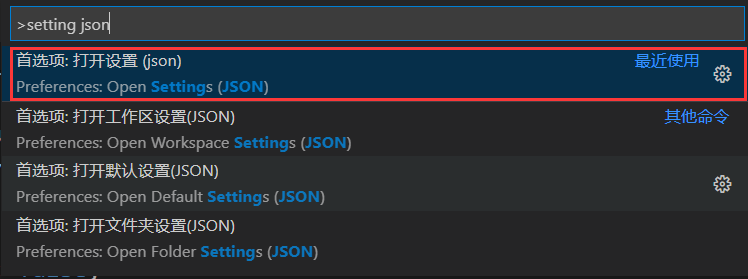 >setting json
首选项: 打开设置 (json)
最近使用
Preferences: Open Settings (JSON)
首选项: 打开工作区设置(JSON)
其他命令
Preferences: Open Workspace Settings (JSON)
首选项: 打开默认设置(JSON)
Preferences: Open Default Settings (JSON)
首选项: 打开文件夹设置(JSON)
Preferences: Open Folder Settings (JSON)